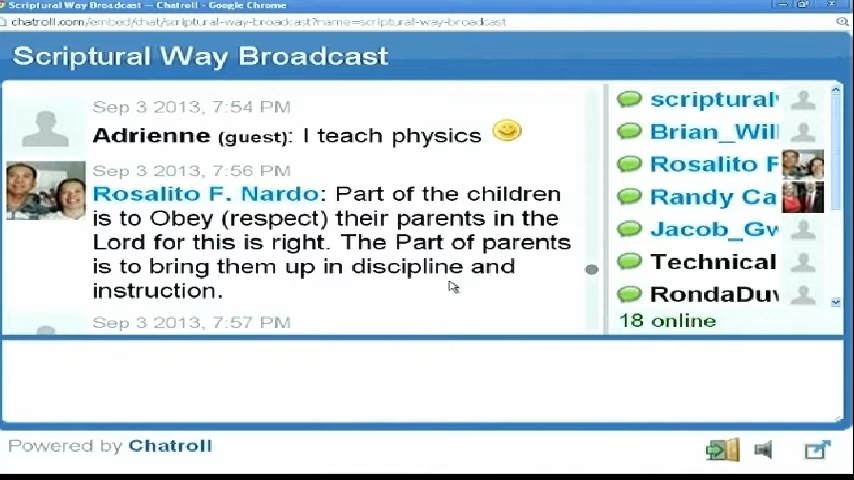 Scriptural Way Broadcast — Chatroll - Google Chrome
chatroll.com/embed/chat/scriptural-way-broadcast?name=scriptural-way-broadcast
Scriptural Way Broadcast
Sep 3 2013, 7:54 PM
Adrienne (guest): I teach physics
Sep 3 2013, 7:56 PM
Rosalito F. Nardo: Part of the children
is to Obey (respect) their parents in the
Lord for this is right. The Part of parents
is to bring them up in discipline and
instruction.
Sep 3 2013, 7:57 PM
scriptural
Brian_Wil
Rosalito F
Randy Ca
Jacob_Gw
Technical
RondaDuv
18 online
Powered by Chatroll